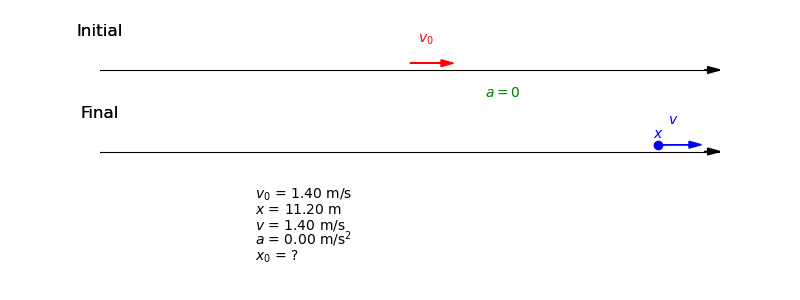 Initial
v₀
a = 0
Final
v
x
v₀ = 1.40 m/s
x = 11.20 m
v = 1.40 m/s
a = 0.00 m/s²
x₀ = ?